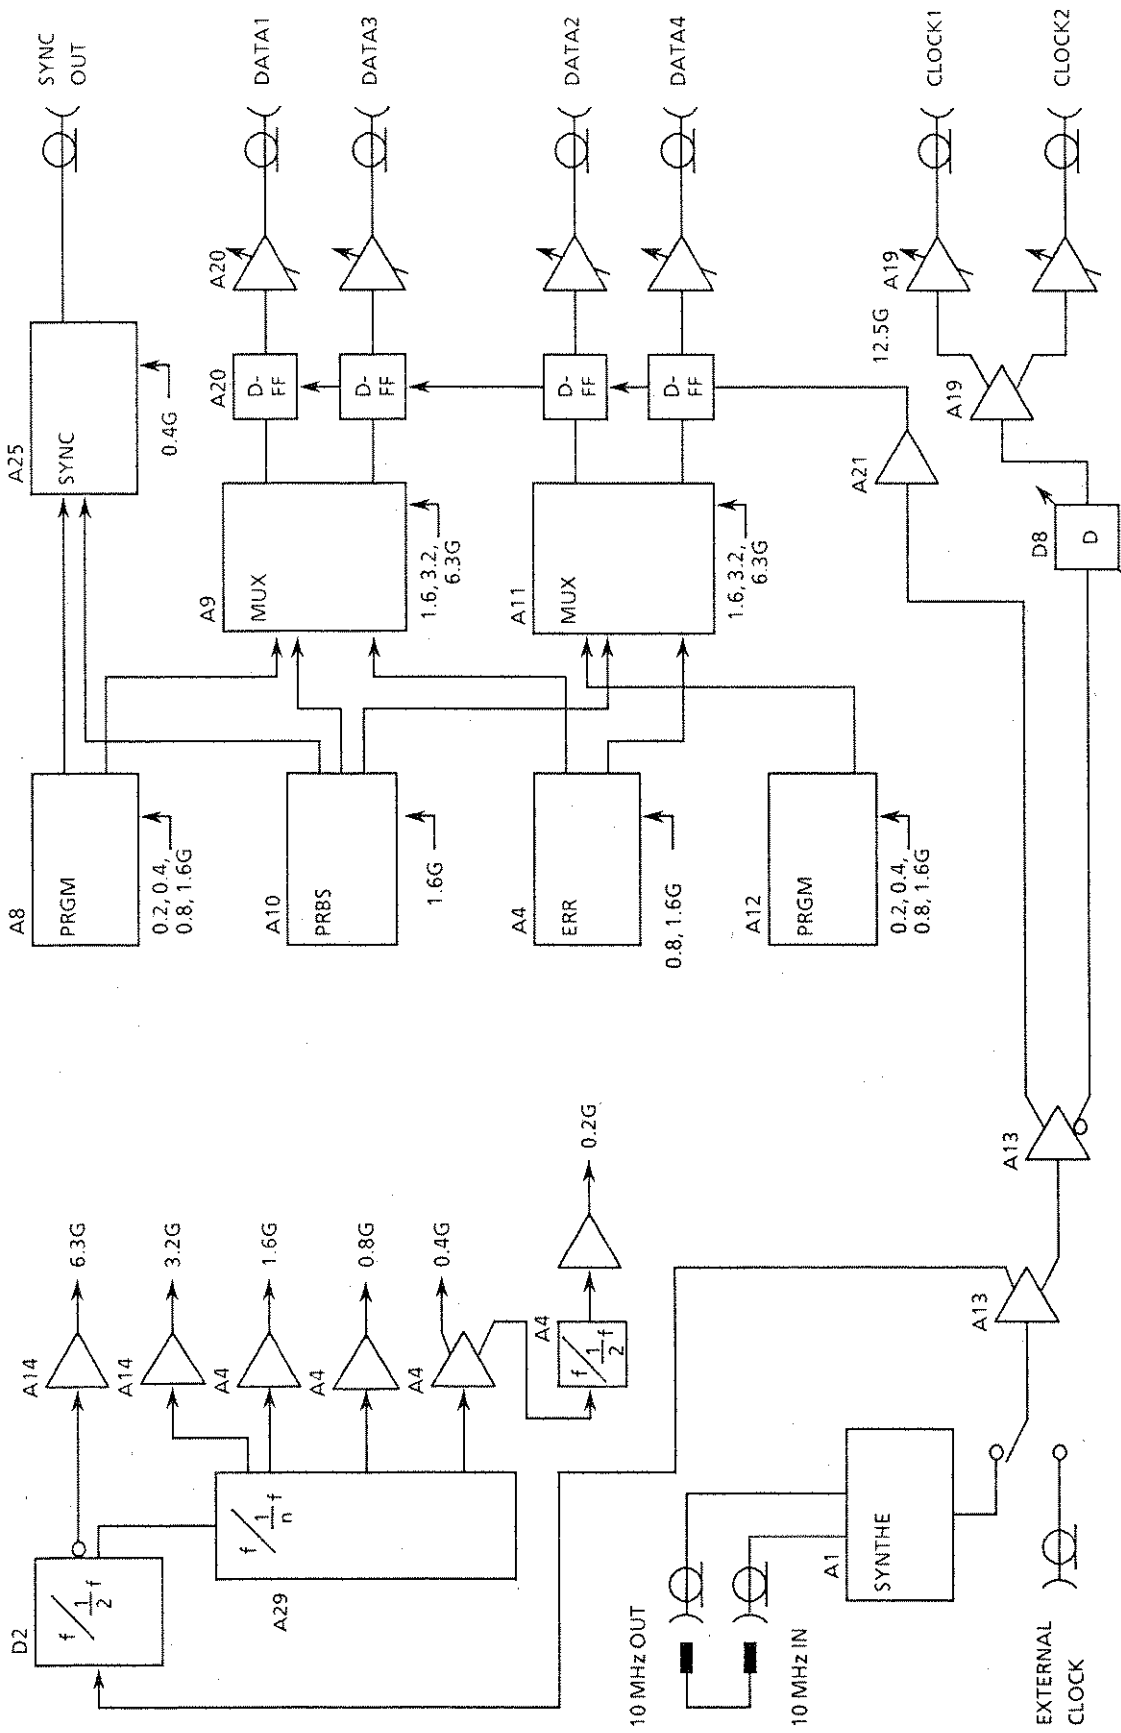 D2
f / 1/2 f
A14
6.3G
A29
f / 1/n f
A14
3.2G
A4
1.6G
A4
0.8G
A4
0.4G
A4
f / 1/2 f
0.2G
10 MHz OUT
10 MHz IN
A1
SYNTHE
EXTERNAL
CLOCK
A13
A13
A8
PRGM
0.2, 0.4,
0.8, 1.6G
A10
PRBS
1.6G
A4
ERR
0.8, 1.6G
A12
PRGM
0.2, 0.4,
0.8, 1.6G
A25
SYNC
0.4G
SYNC
OUT
A9
MUX
1.6, 3.2,
6.3G
A20
D-
FF
A20
DATA1
D-
FF
DATA3
A11
MUX
1.6, 3.2,
6.3G
D-
FF
DATA2
D-
FF
DATA4
A21
D8
D
A19
12.5G
A19
CLOCK1
CLOCK2